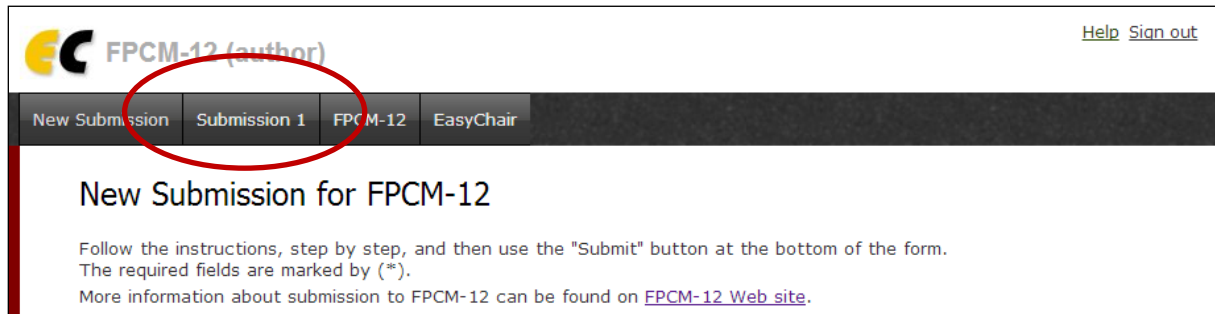 Help Sign out
EC FPCM-12 (author)
New Submission Submission 1 FPCM-12 EasyChair
New Submission for FPCM-12
Follow the instructions, step by step, and then use the "Submit" button at the bottom of the form.
The required fields are marked by (*).
More information about submission to FPCM-12 can be found on FPCM-12 Web site.